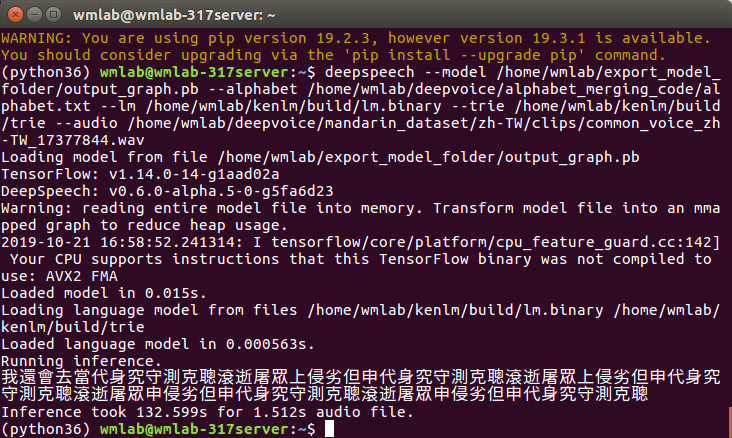 wmlab@wmlab-317server: ~
WARNING: You are using pip version 19.2.3, however version 19.3.1 is available.
You should consider upgrading via the 'pip install --upgrade pip' command.
(python36) wmlab@wmlab-317server:~$ deepspeech --model /home/wmlab/export_model_
folder/output_graph.pb --alphabet /home/wmlab/deepvoice/alphabet_merging_code/al
phabet.txt --lm /home/wmlab/kenlm/build/lm.binary --trie /home/wmlab/kenlm/build
/trie --audio /home/wmlab/deepvoice/mandarin_dataset/zh-TW/clips/common_voice_zh
-TW_17377844.wav
Loading model from file /home/wmlab/export_model_folder/output_graph.pb
TensorFlow: v1.14.0-14-g1aad02a
DeepSpeech: v0.6.0-alpha.5-0-g5fa6d23
Warning: reading entire model file into memory. Transform model file into an mma
pped graph to reduce heap usage.
2019-10-21 16:58:52.241314: I tensorflow/core/platform/cpu_feature_guard.cc:142]
 Your CPU supports instructions that this TensorFlow binary was not compiled to
use: AVX2 FMA
Loaded model in 0.015s.
Loading language model from files /home/wmlab/kenlm/build/lm.binary /home/wmlab/
kenlm/build/trie
Loaded language model in 0.000563s.
Running inference.
我還會去當代身究守測克聰滾逝屠眾上侵劣但申代身究守測克聰滾逝屠眾上侵劣但申代身究
守測克聰滾逝屠眾申侵劣但申代身究守測克聰滾逝屠眾申侵劣但申代身究守測克聰
Inference took 132.599s for 1.512s audio file.
(python36) wmlab@wmlab-317server:~$